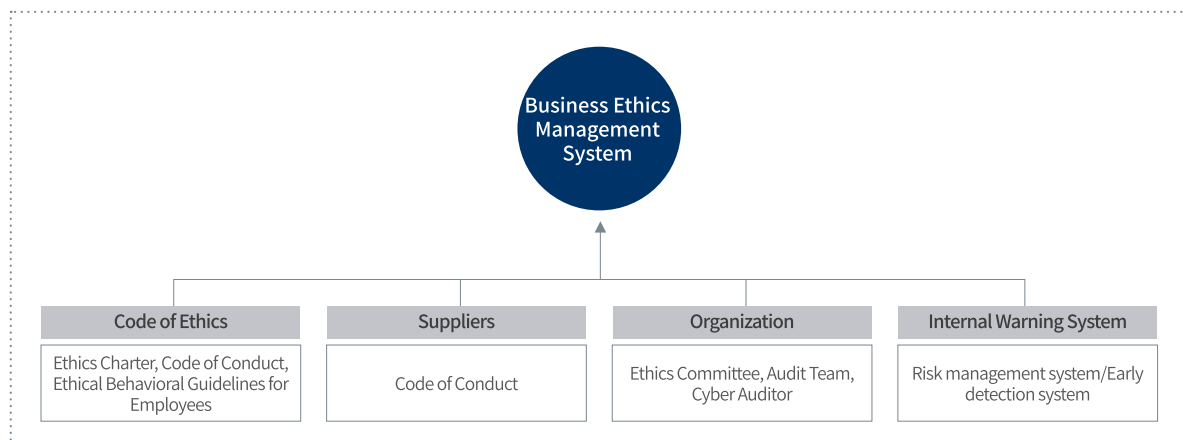 Business Ethics
Management
System
Code of Ethics
Suppliers
Organization
Internal Warning System
Ethics Charter, Code of Conduct,
Ethical Behavioral Guidelines for
Employees
Code of Conduct
Ethics Committee, Audit Team,
Cyber Auditor
Risk management system/Early
detection system